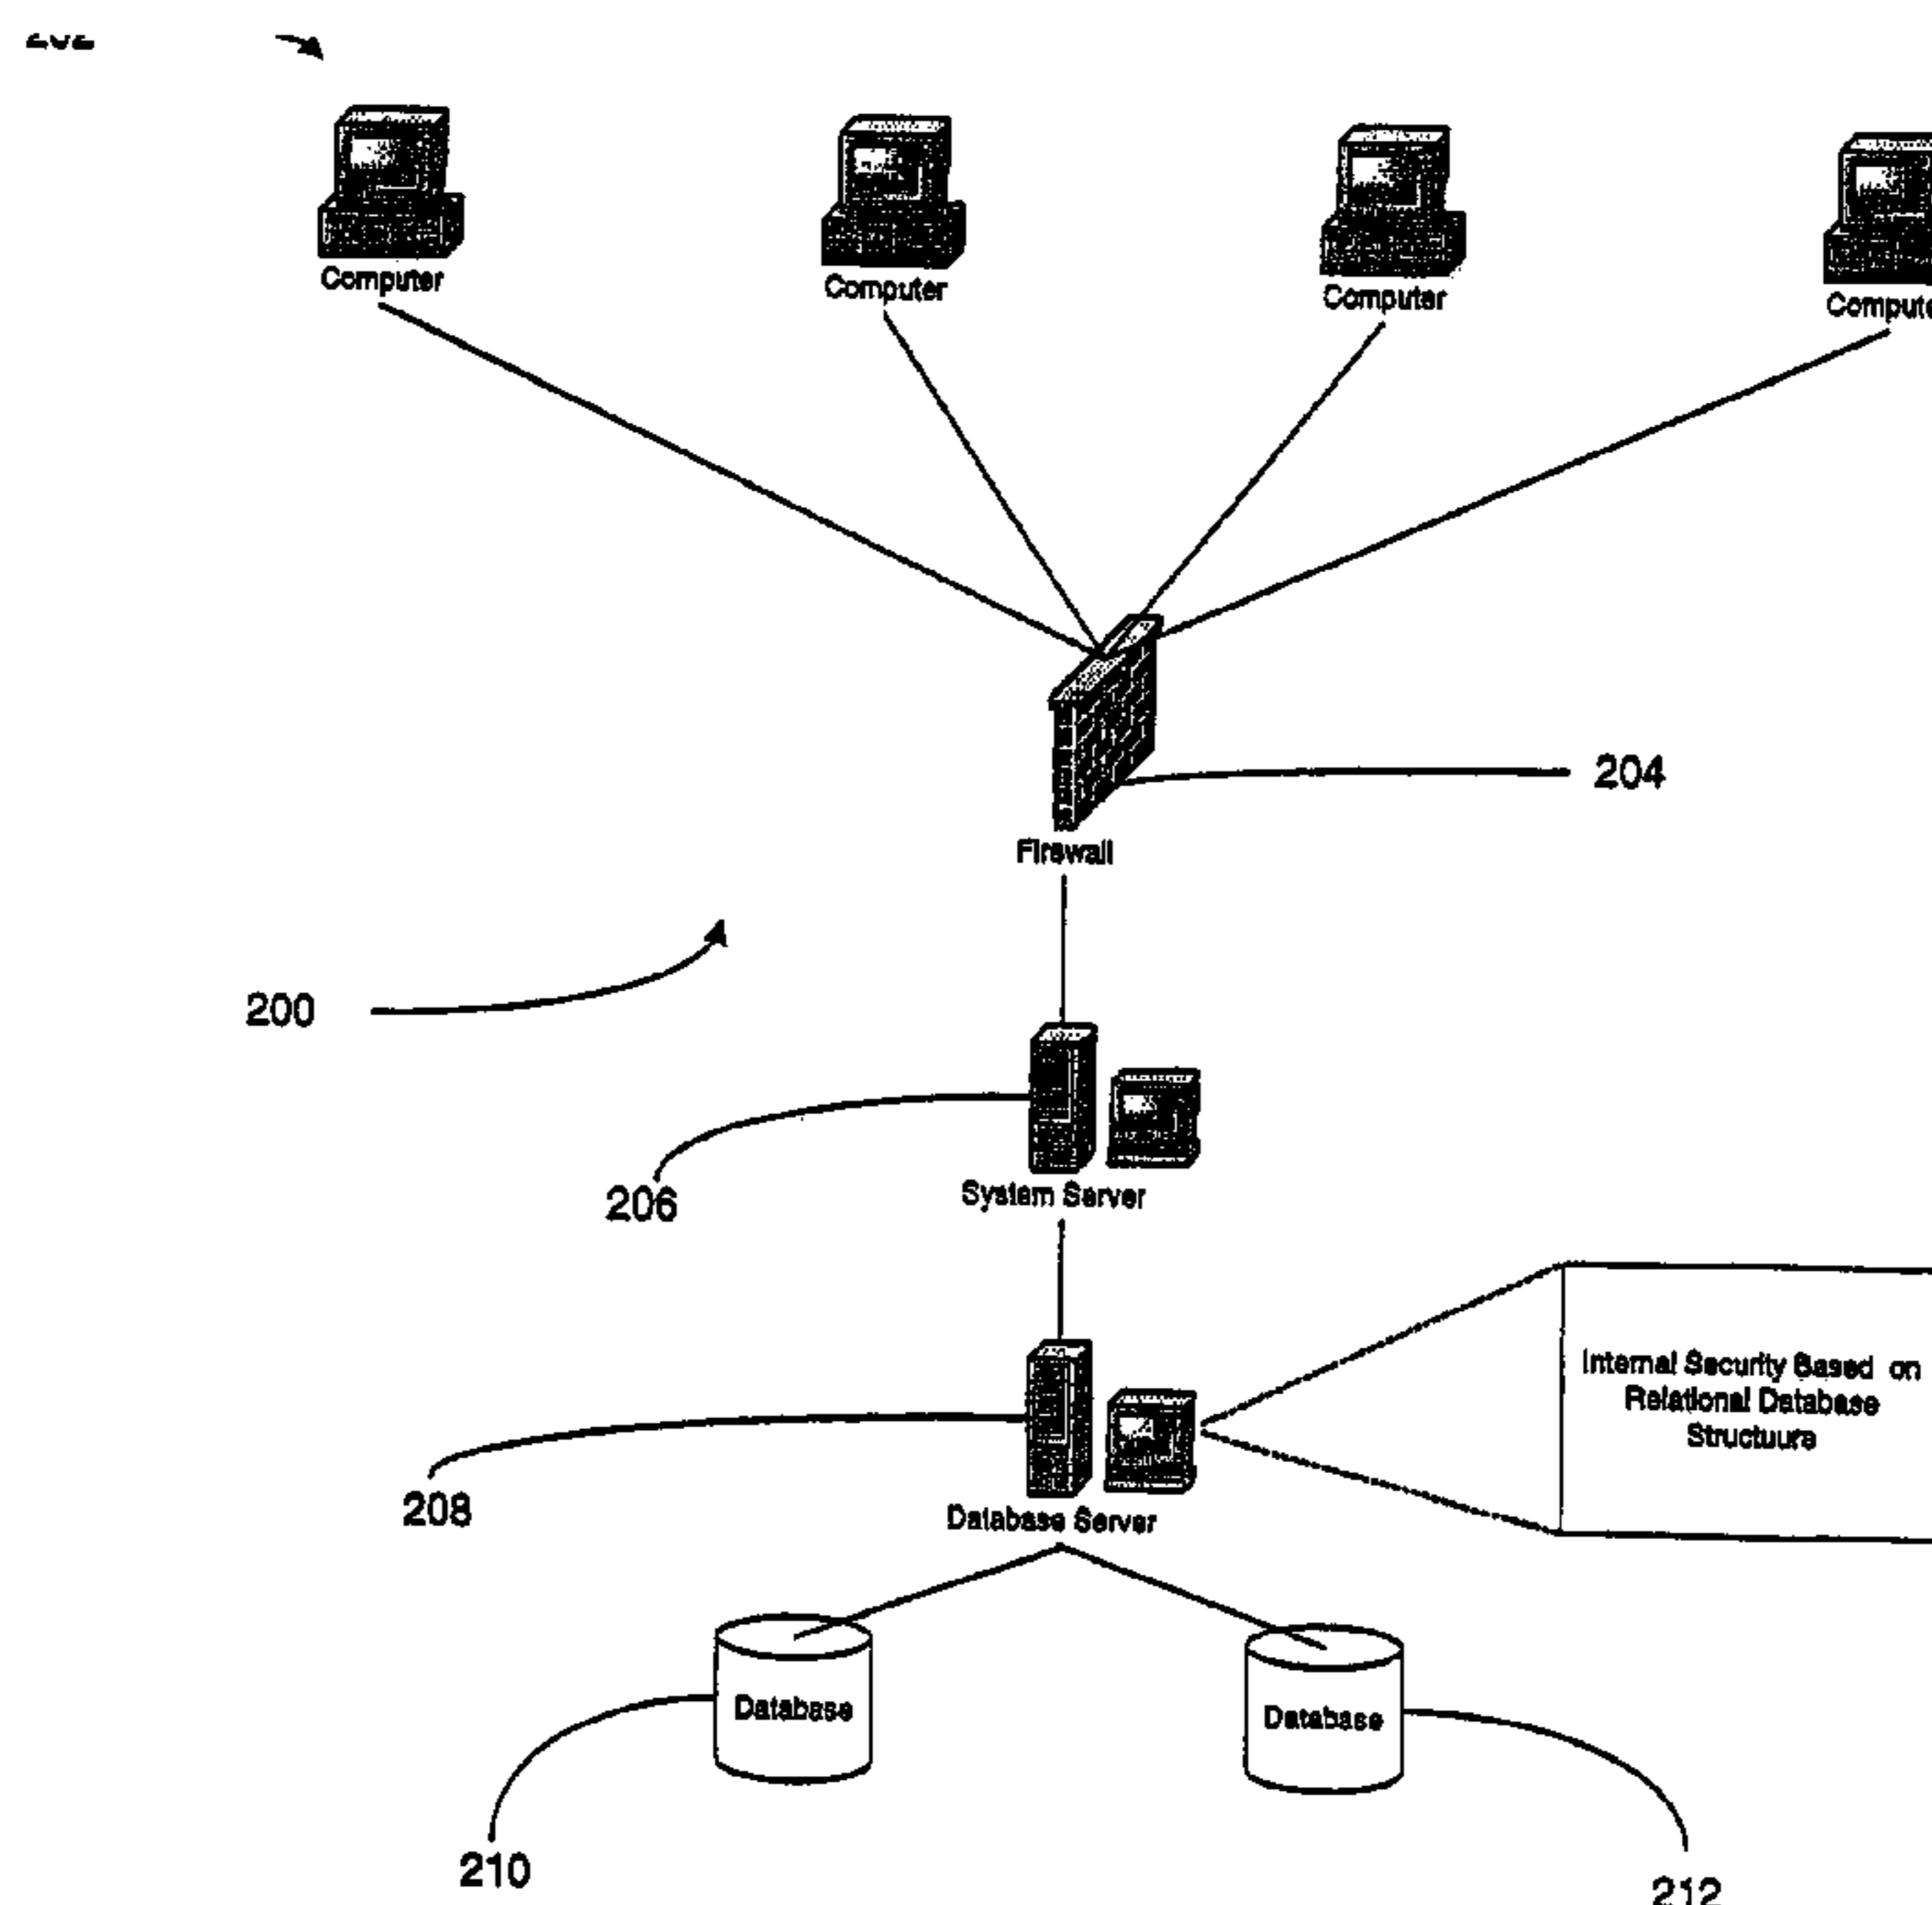 Computer
Computer
Computer
204
Firewall
200
206
System Server
Internal Security Based on
Relational Database
Structuure
208
Database Server
Database
Database
210
212